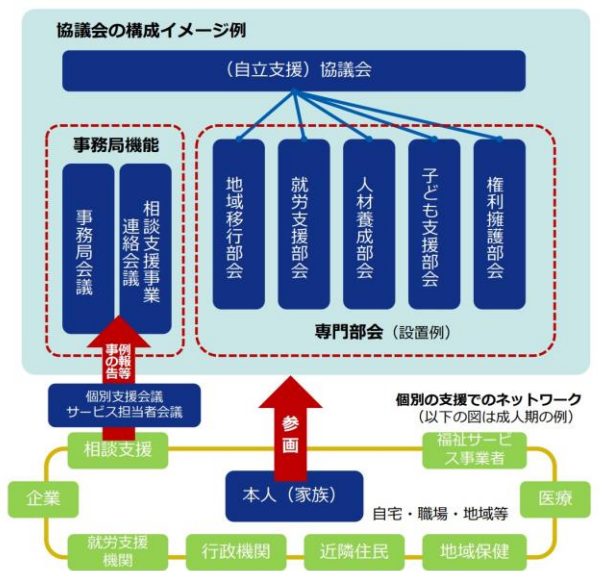 協議会の構成イメージ例
（自立支援）協議会
事務局機能
事務局会議
相談支援事業
連絡会議
地域移行部会
就労支援部会
人材養成部会
子ども支援部会
権利擁護部会
専門部会（設置例）
事例
の報
告等
個別支援会議
サービス担当者会議
参画
個別の支援でのネットワーク
（以下の図は成人期の例）
相談支援
福祉サービ
ス事業者
企業
本人（家族）
自宅・職場・地域等
医療
就労支援
機関
行政機関
近隣住民
地域保健